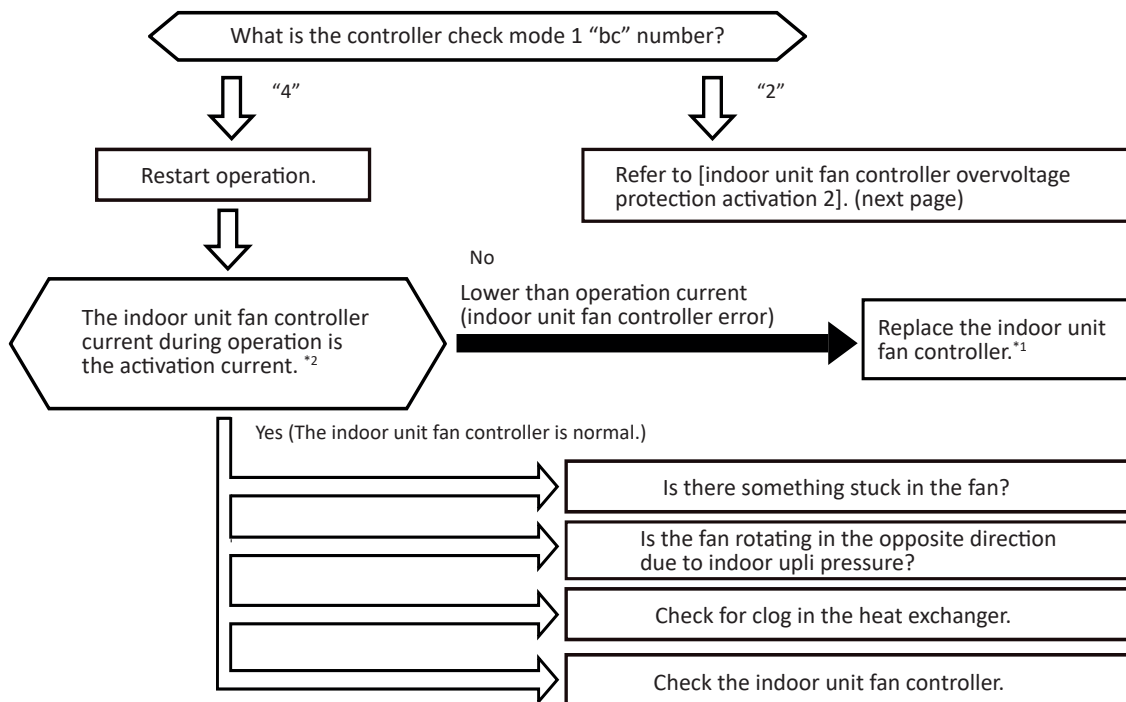 What is the controller check mode 1 “bc” number?
“4”
“2”
Restart operation.
Refer to [indoor unit fan controller overvoltage
protection activation 2]. (next page)
The indoor unit fan controller
current during operation is
the activation current. *2
No
Lower than operation current
(indoor unit fan controller error)
Replace the indoor unit
fan controller.*1
Yes (The indoor unit fan controller is normal.)
Is there something stuck in the fan?
Is the fan rotating in the opposite direction
due to indoor upli pressure?
Check for clog in the heat exchanger.
Check the indoor unit fan controller.